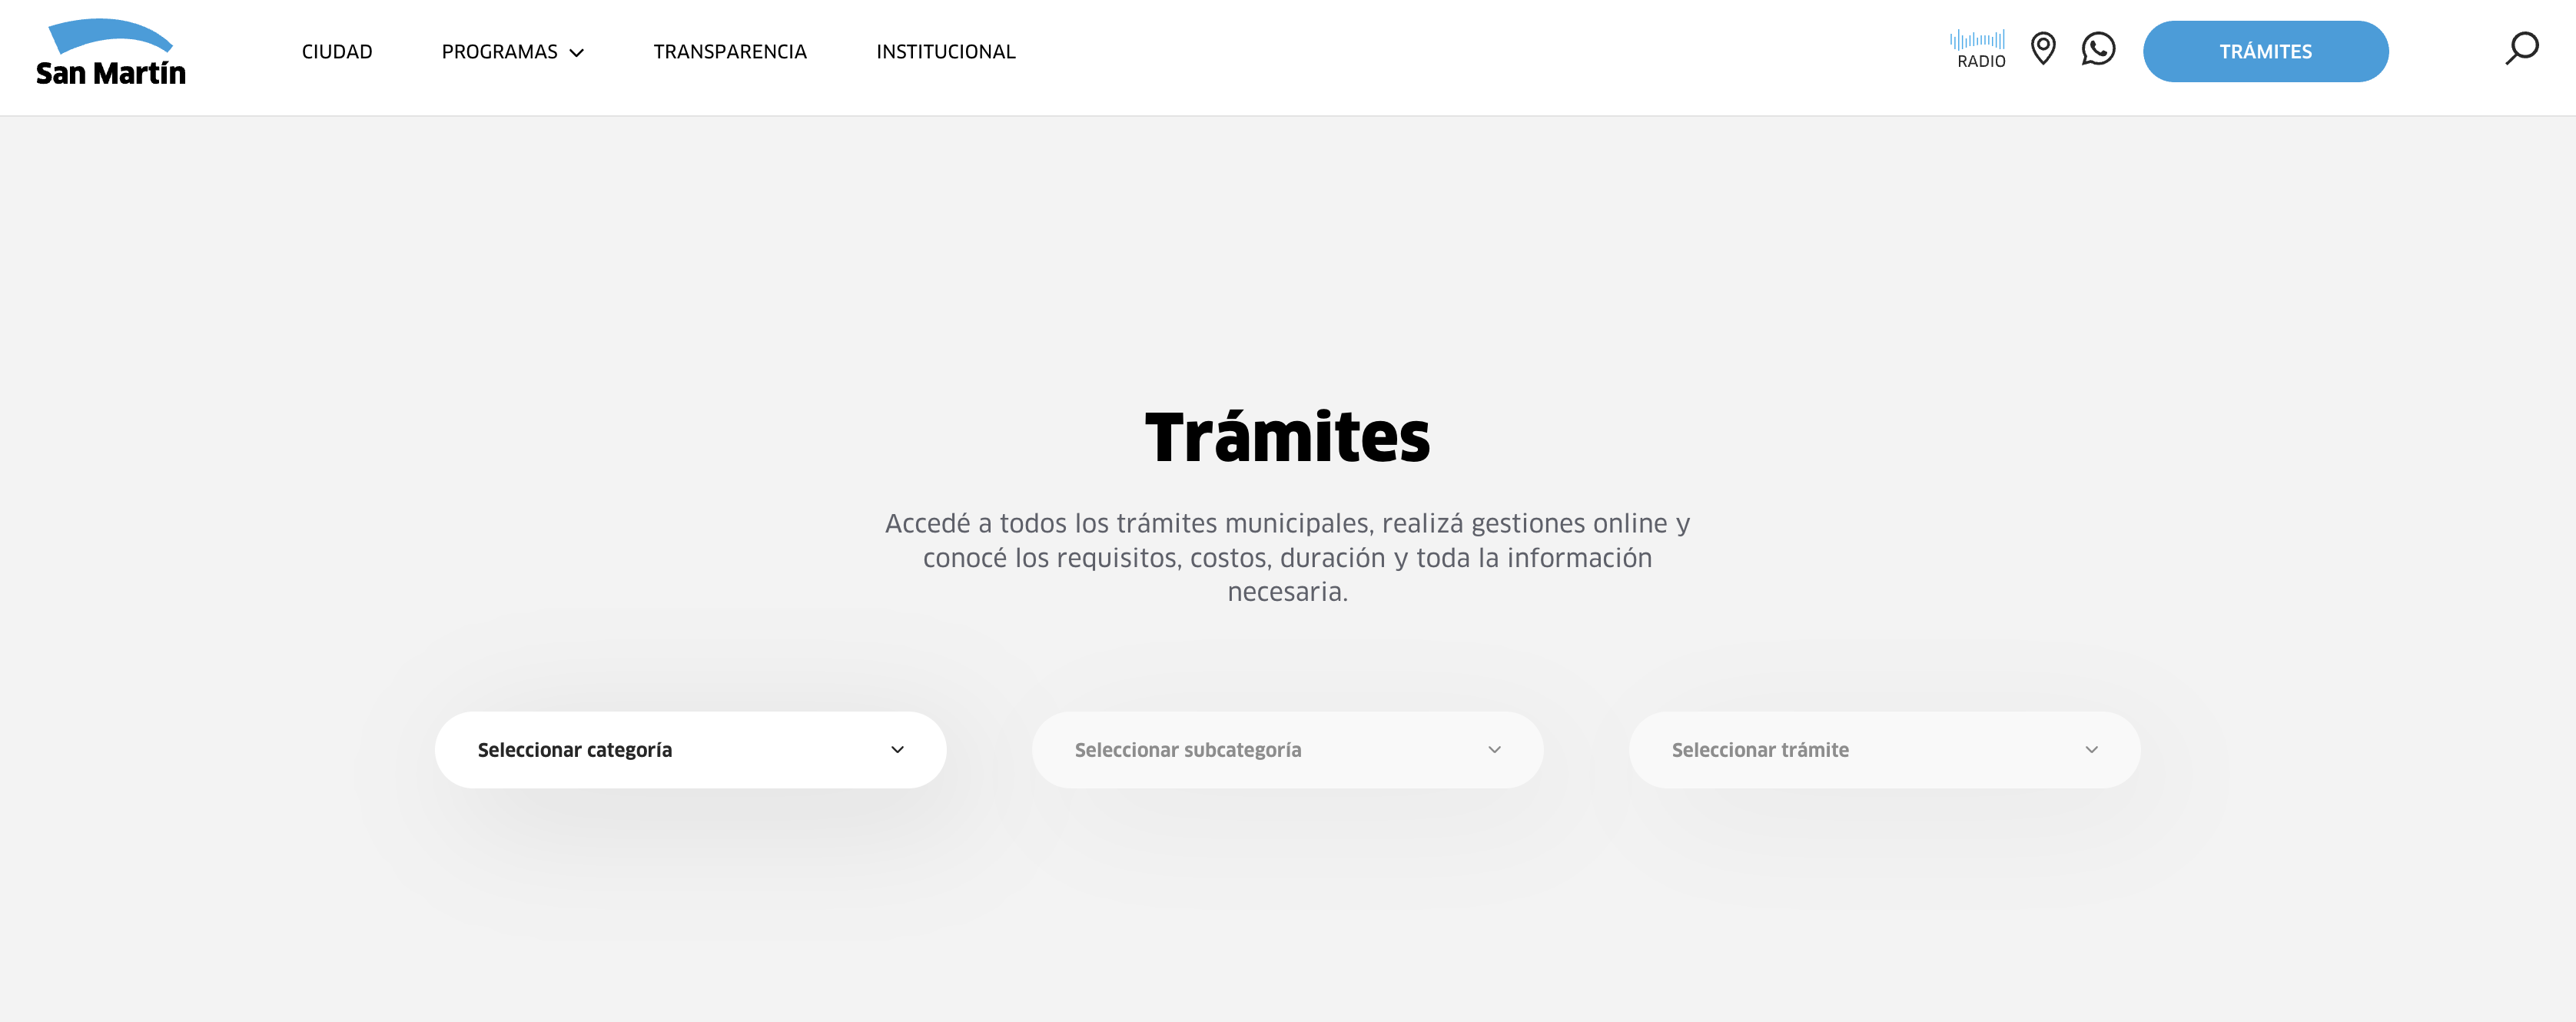 San Martín
CIUDAD
PROGRAMAS
TRANSPARENCIA
INSTITUCIONAL
RADIO
TRÁMITES
Trámites
Accedé a todos los trámites municipales, realizá gestiones online y
conocé los requisitos, costos, duración y toda la información
necesaria.
Seleccionar categoría
Seleccionar subcategoría
Seleccionar trámite